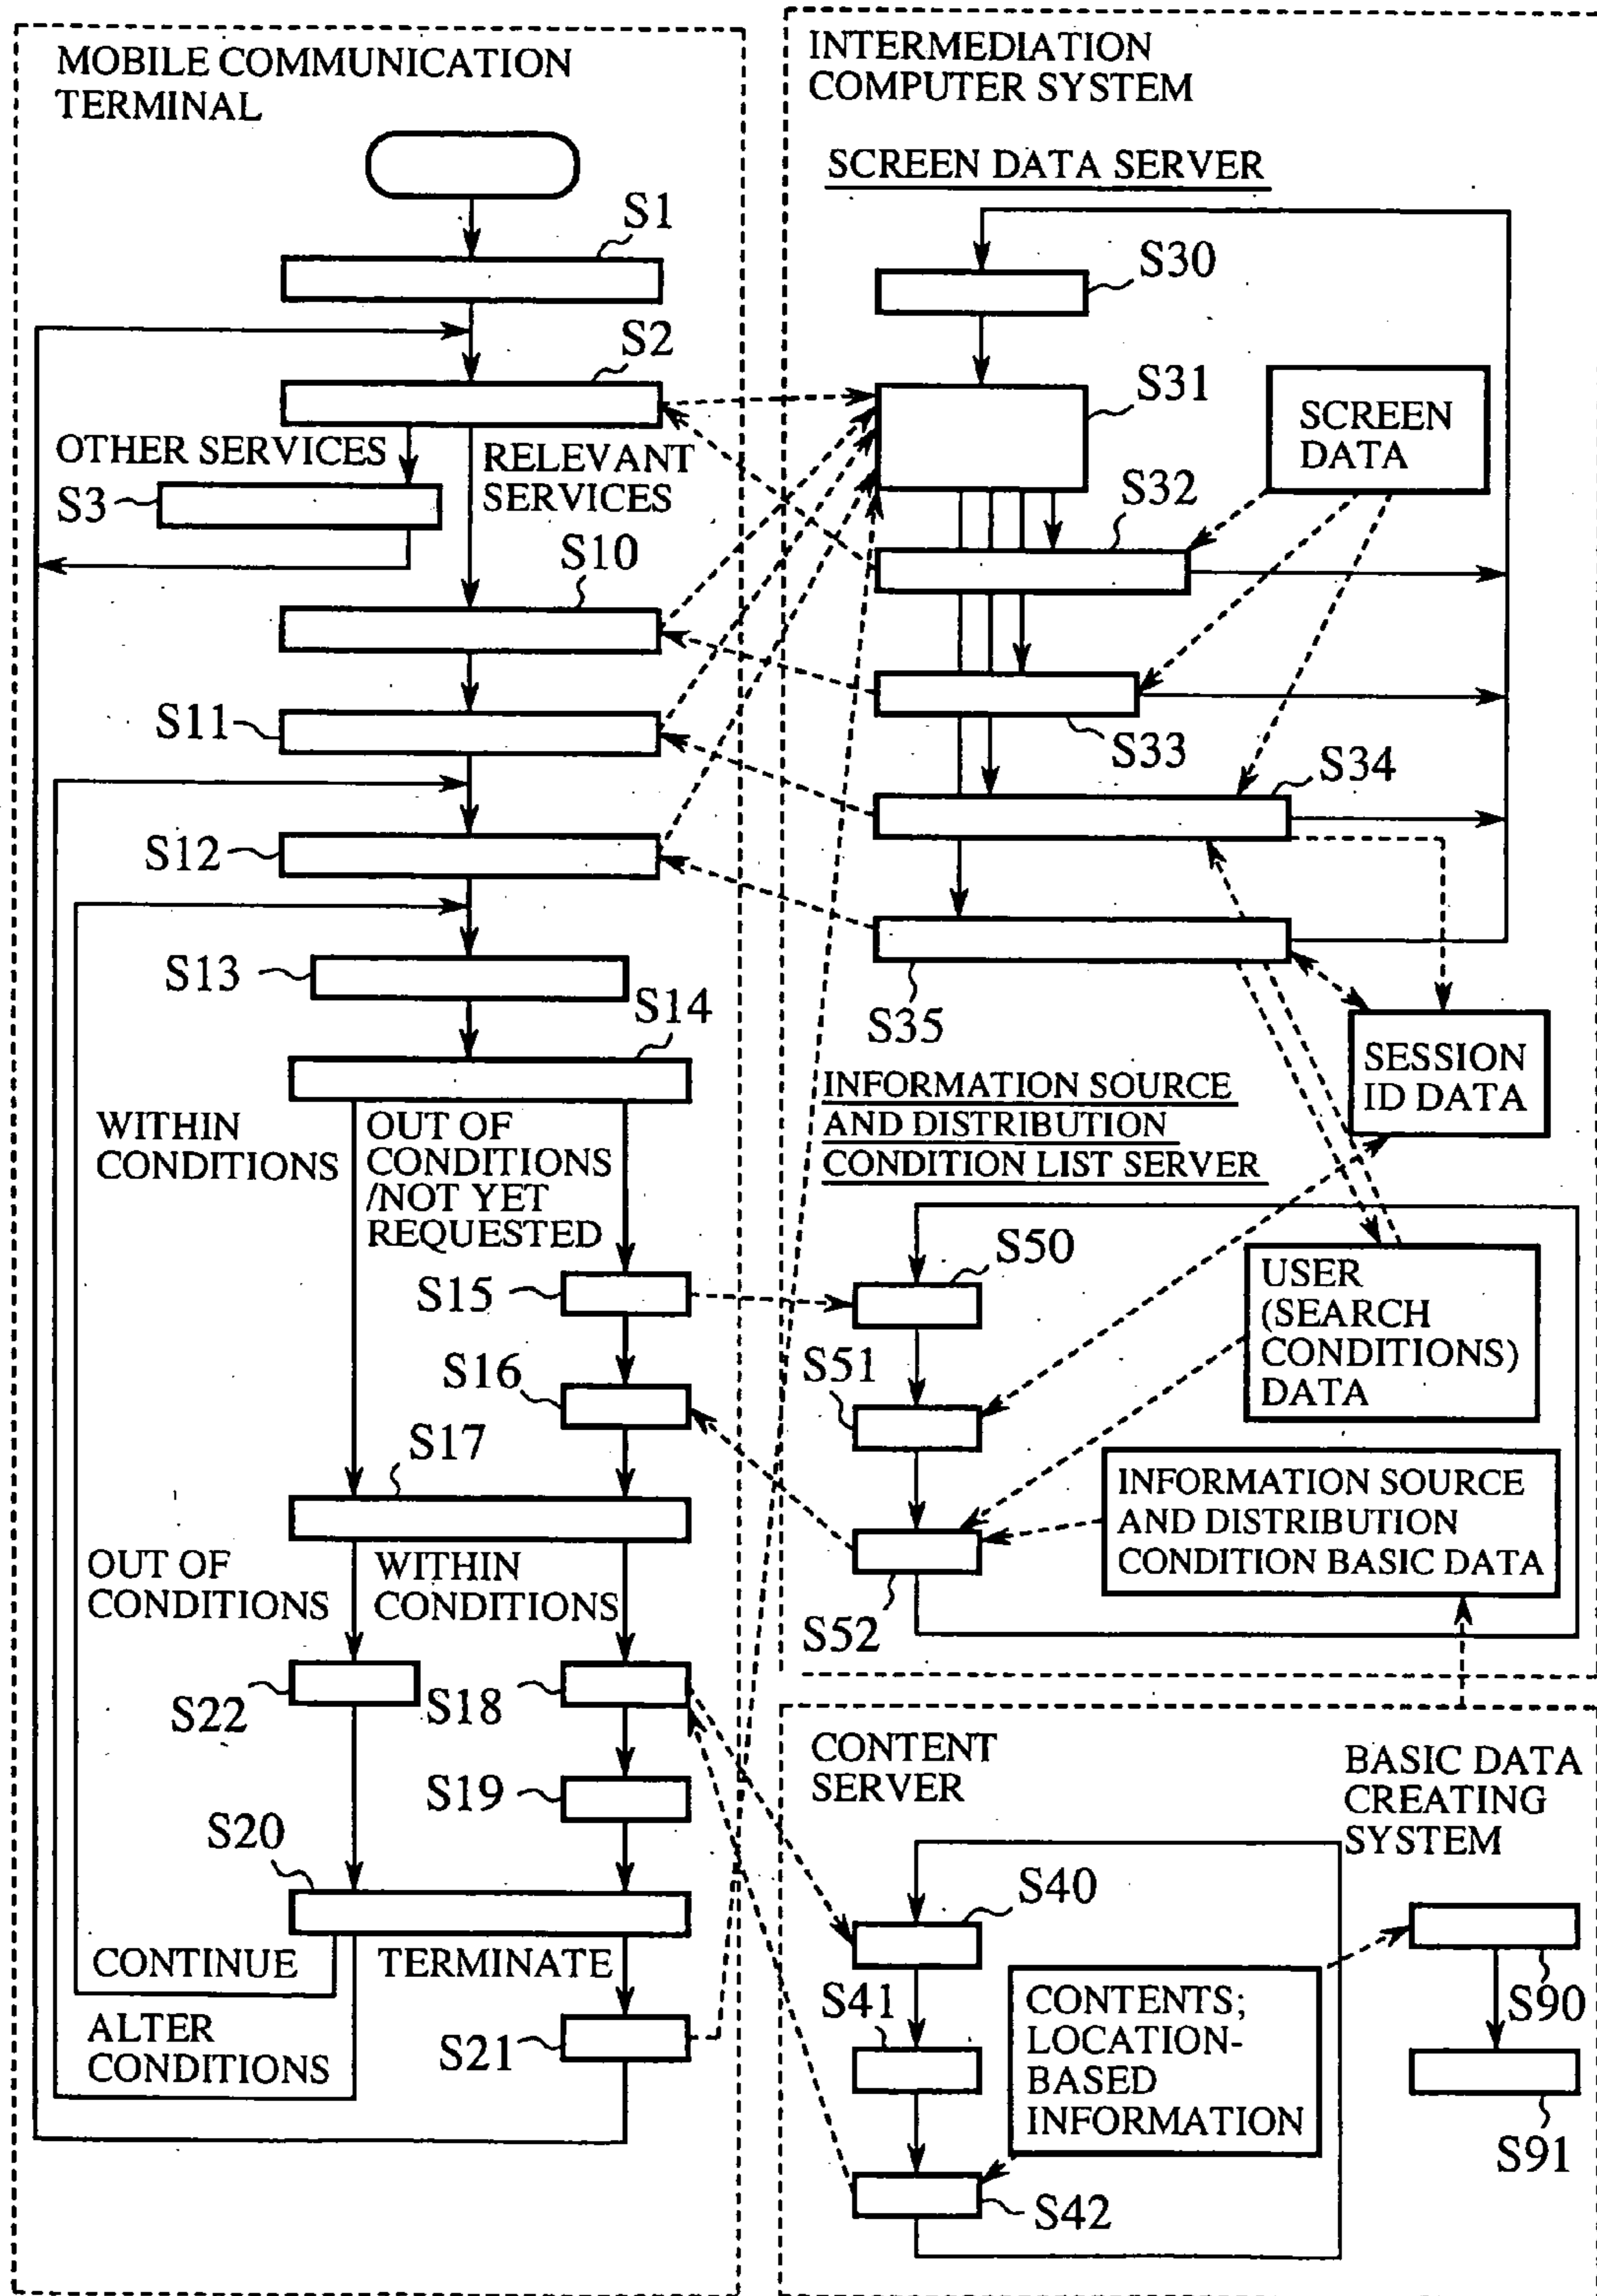 MOBILE COMMUNICATION
TERMINAL
S1
S2
OTHER SERVICES
RELEVANT
SERVICES
S3
S10
S11
S12
S13
S14
WITHIN
CONDITIONS
OUT OF
CONDITIONS
/NOT YET
REQUESTED
S15
S16
S17
OUT OF
CONDITIONS
WITHIN
CONDITIONS
S22
S18
S19
S20
CONTINUE
TERMINATE
ALTER
CONDITIONS
S21
INTERMEDIATION
COMPUTER SYSTEM
SCREEN DATA SERVER
S30
S31
SCREEN
DATA
S32
S33
S34
S35
SESSION
ID DATA
INFORMATION SOURCE
AND DISTRIBUTION
CONDITION LIST SERVER
S50
USER
(SEARCH
CONDITIONS)
DATA
S51
INFORMATION SOURCE
AND DISTRIBUTION
CONDITION BASIC DATA
S52
CONTENT
SERVER
BASIC DATA
CREATING
SYSTEM
S40
S41
CONTENTS;
LOCATION-
BASED
INFORMATION
S42
S90
S91